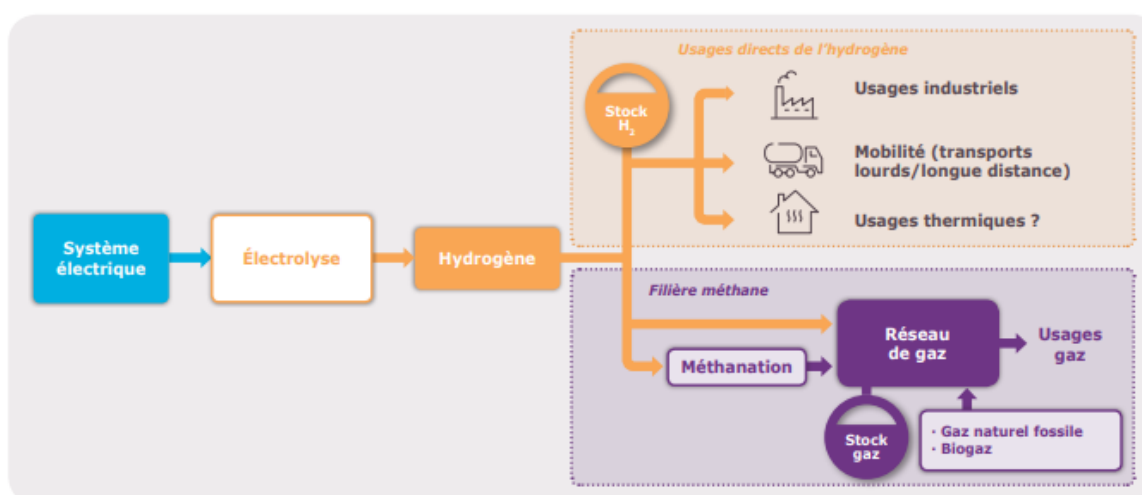 Usages directs de l'hydrogène
Stock
H₂
Usages industriels
Mobilité (transports
lourds/longue distance)
Usages thermiques ?
Système
électrique
Électrolyse
Hydrogène
Filière méthane
Réseau
de gaz
Usages
gaz
Méthanation
Stock
gaz
· Gaz naturel fossile
· Biogaz